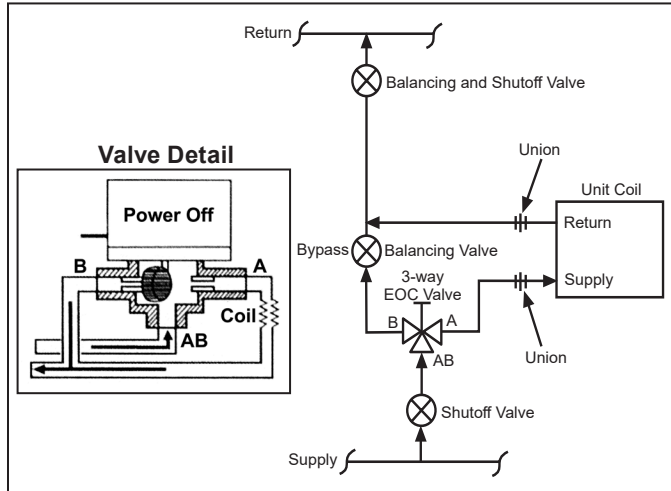 Return
Balancing and Shutoff Valve
Valve Detail
Power Off
B
A
Coil
AB
Union
Unit Coil
Return
Bypass
Balancing Valve
3-way
EOC Valve
Supply
B
A
AB
Union
Shutoff Valve
Supply